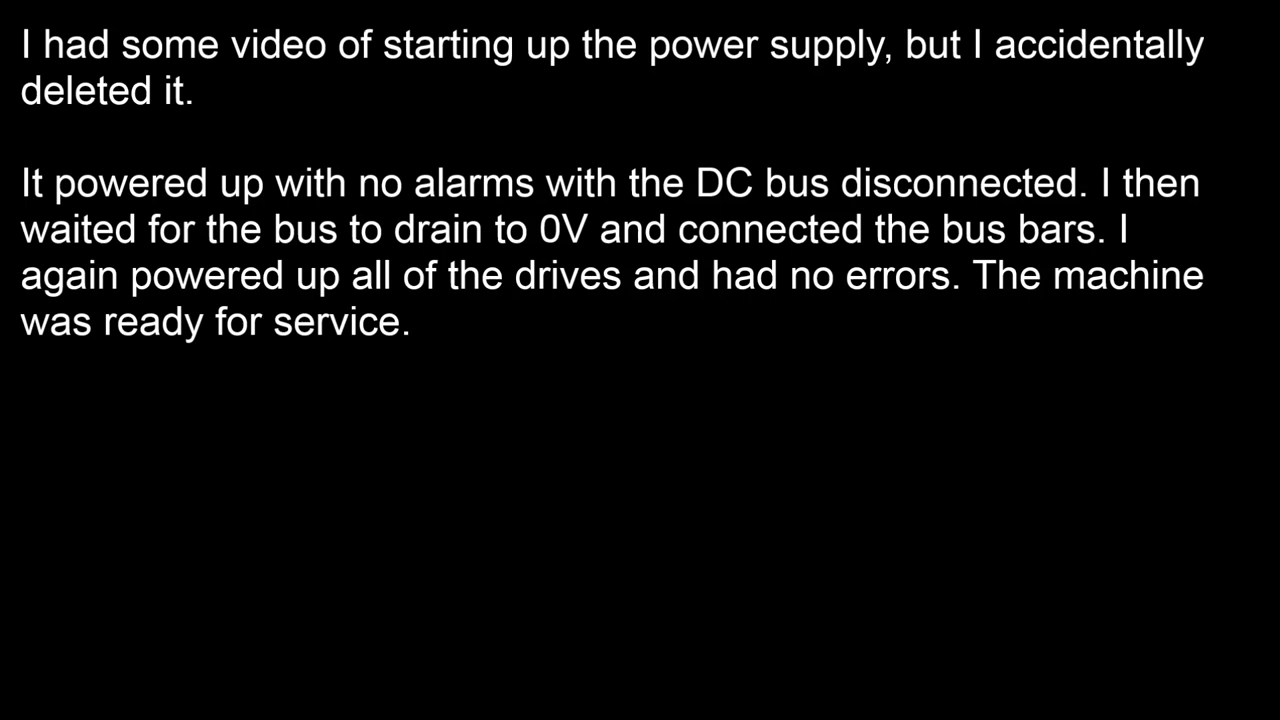 I had some video of starting up the power supply, but I accidentally
deleted it.
It powered up with no alarms with the DC bus disconnected. I then
waited for the bus to drain to 0V and connected the bus bars. I
again powered up all of the drives and had no errors. The machine
was ready for service.